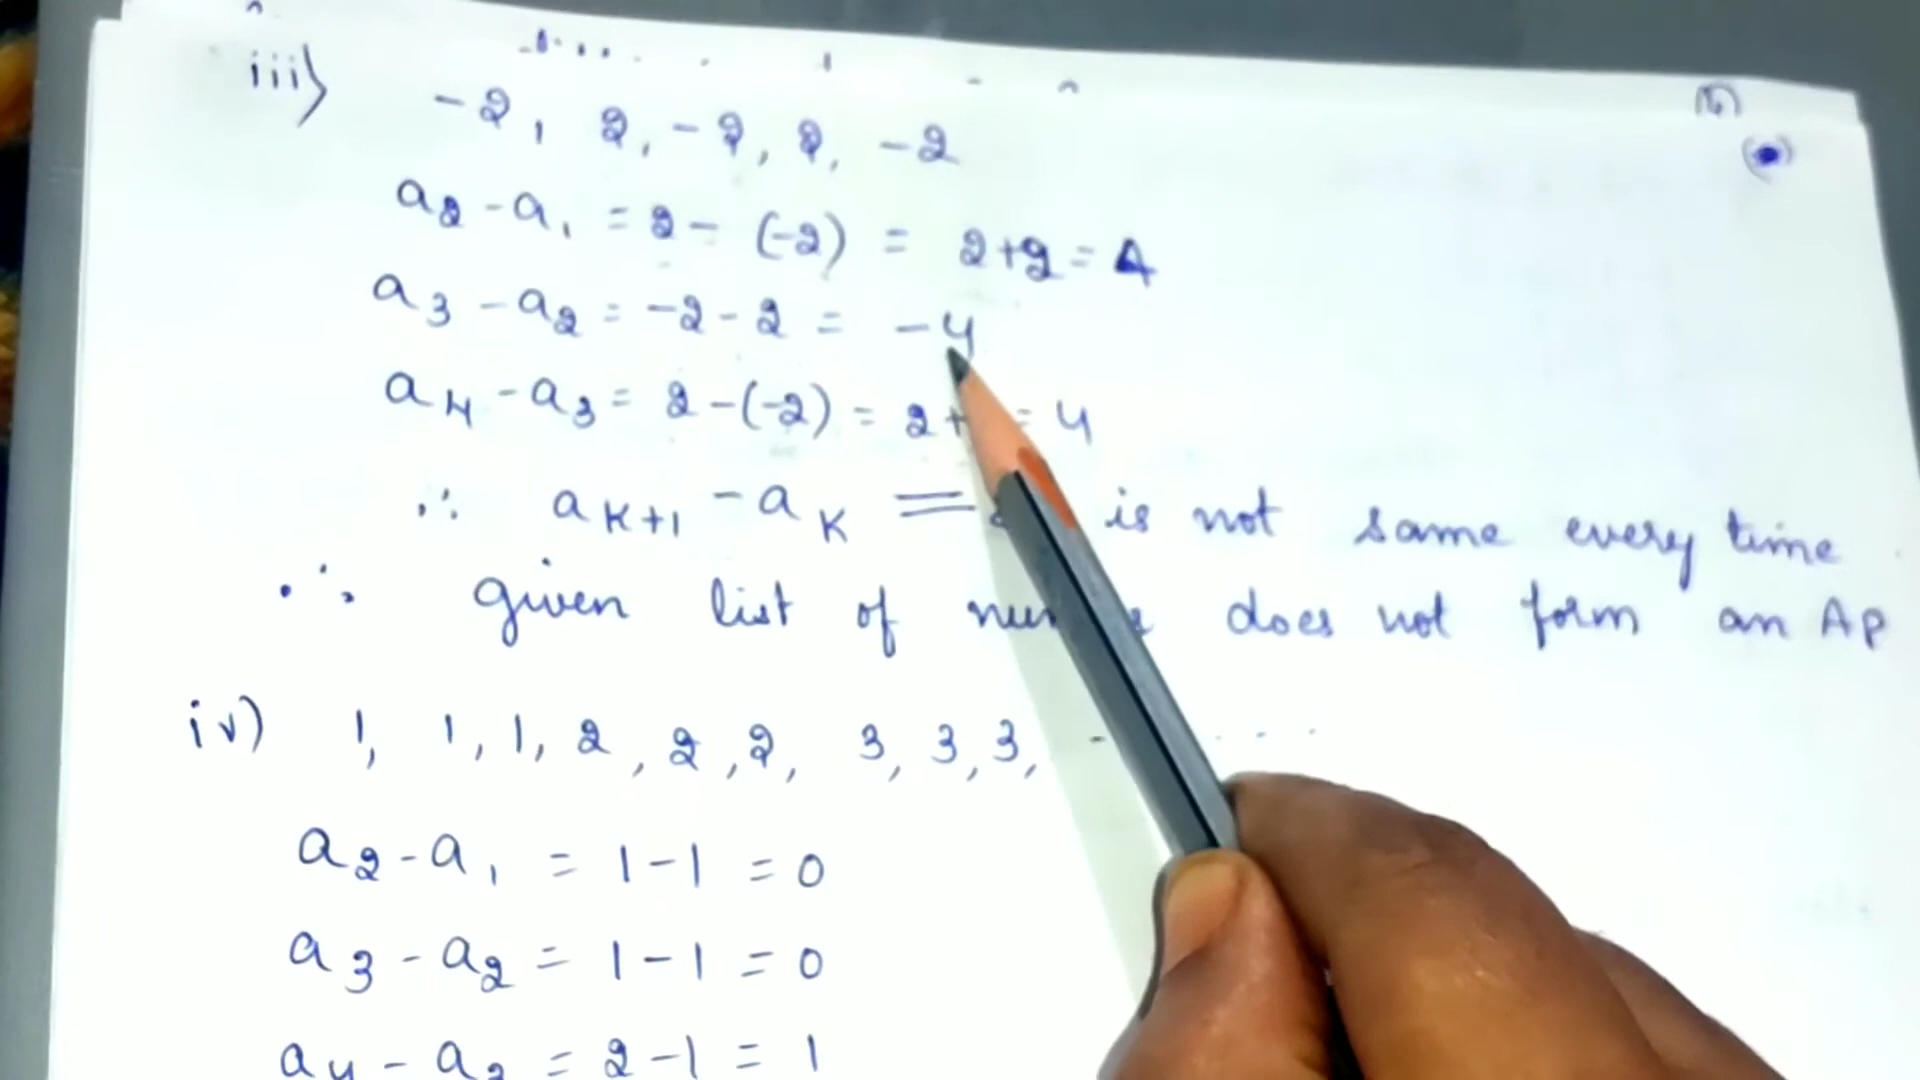 iii) -2, 2, -2, 2, -2
a2 - a1 = 2 - (-2) = 2+2 = 4
a3 - a2 = -2 - 2 = -4
a4 - a3 = 2 - (-2) = 2+ = 4
∴ aK+1 - aK = is not same every time
∴ given list of does not form an AP
iv) 1, 1, 1, 2, 2, 2, 3, 3, 3, - . . . .
a2 - a1 = 1 - 1 = 0
a3 - a2 = 1 - 1 = 0
a4 - a3 = 2 - 1 = 1